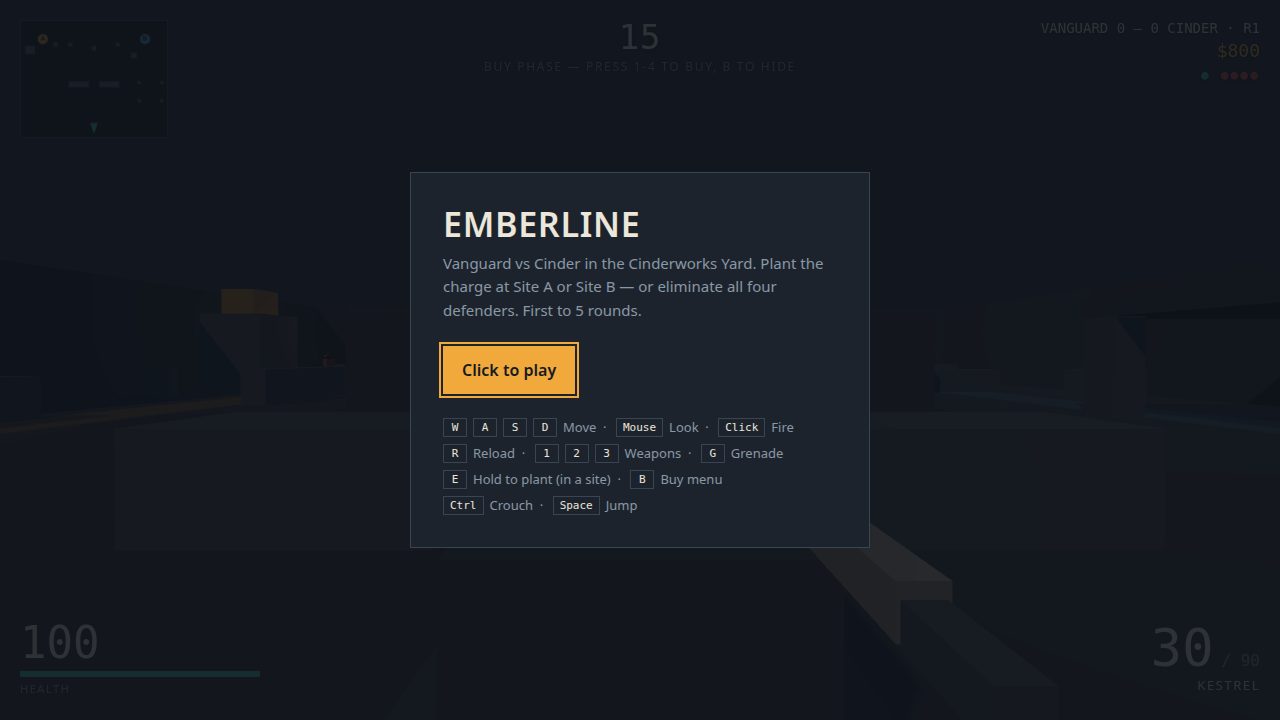 15
BUY PHASE — PRESS 1-4 TO BUY, B TO HIDE
VANGUARD 0 — 0 CINDER · R1
$800
A
B
EMBERLINE
Vanguard vs Cinder in the Cinderworks Yard. Plant the
charge at Site A or Site B — or eliminate all four
defenders. First to 5 rounds.
Click to play
W A S D Move · Mouse Look · Click Fire
R Reload · 1 2 3 Weapons · G Grenade
E Hold to plant (in a site) · B Buy menu
Ctrl Crouch · Space Jump
100
HEALTH
30 / 90
KESTREL